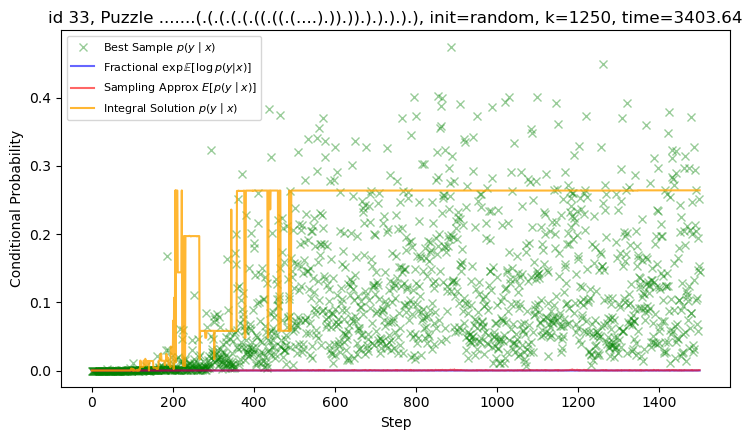 id 33, Puzzle .......(.(.(.(.(.((.((.(....).)).)).).).).).), init=random, k=1250, time=3403.64
Best Sample p(y | x)
Fractional exp𝔼[log p(y|x)]
Sampling Approx E[p(y | x)]
Integral Solution p(y | x)
Conditional Probability
0.4
0.3
0.2
0.1
0.0
0 200 400 600 800 1000 1200 1400
Step